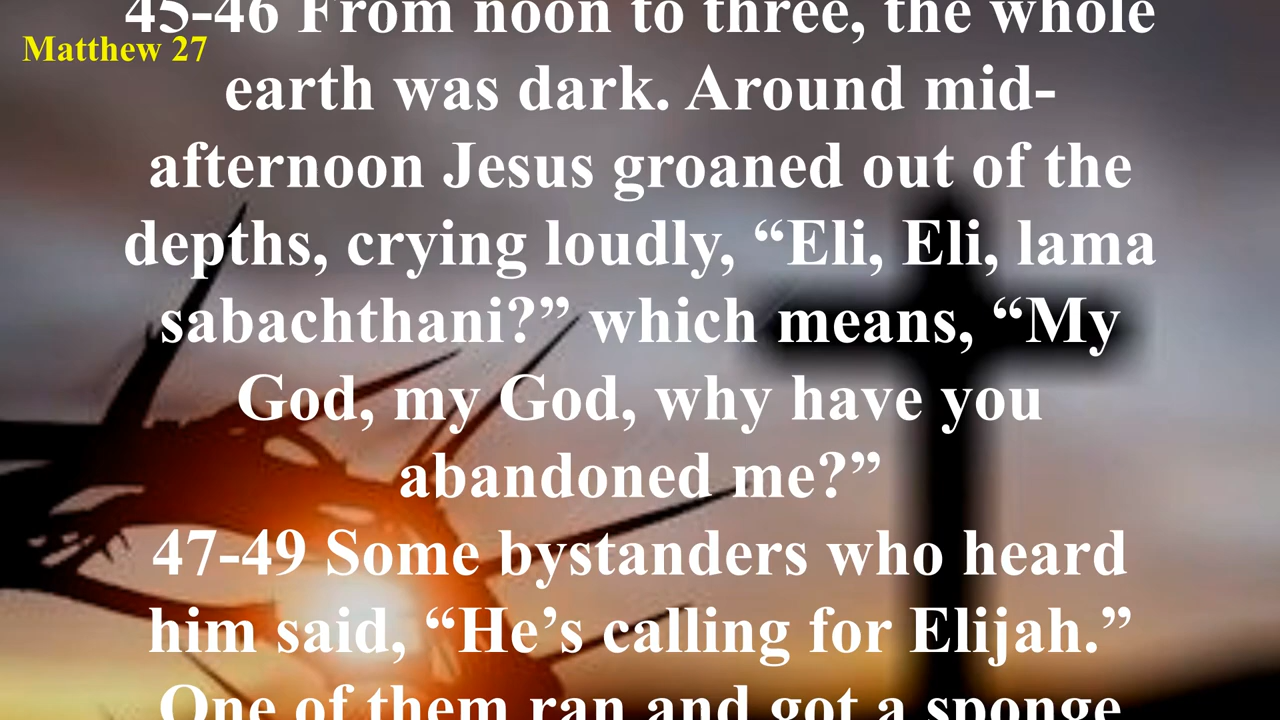 45-46 From noon to three, the whole
Matthew 27
earth was dark. Around mid-
afternoon Jesus groaned out of the
depths, crying loudly, “Eli, Eli, lama
sabachthani?” which means, “My
God, my God, why have you
abandoned me?”
47-49 Some bystanders who heard
him said, “He’s calling for Elijah.”
One of them ran and got a sponge